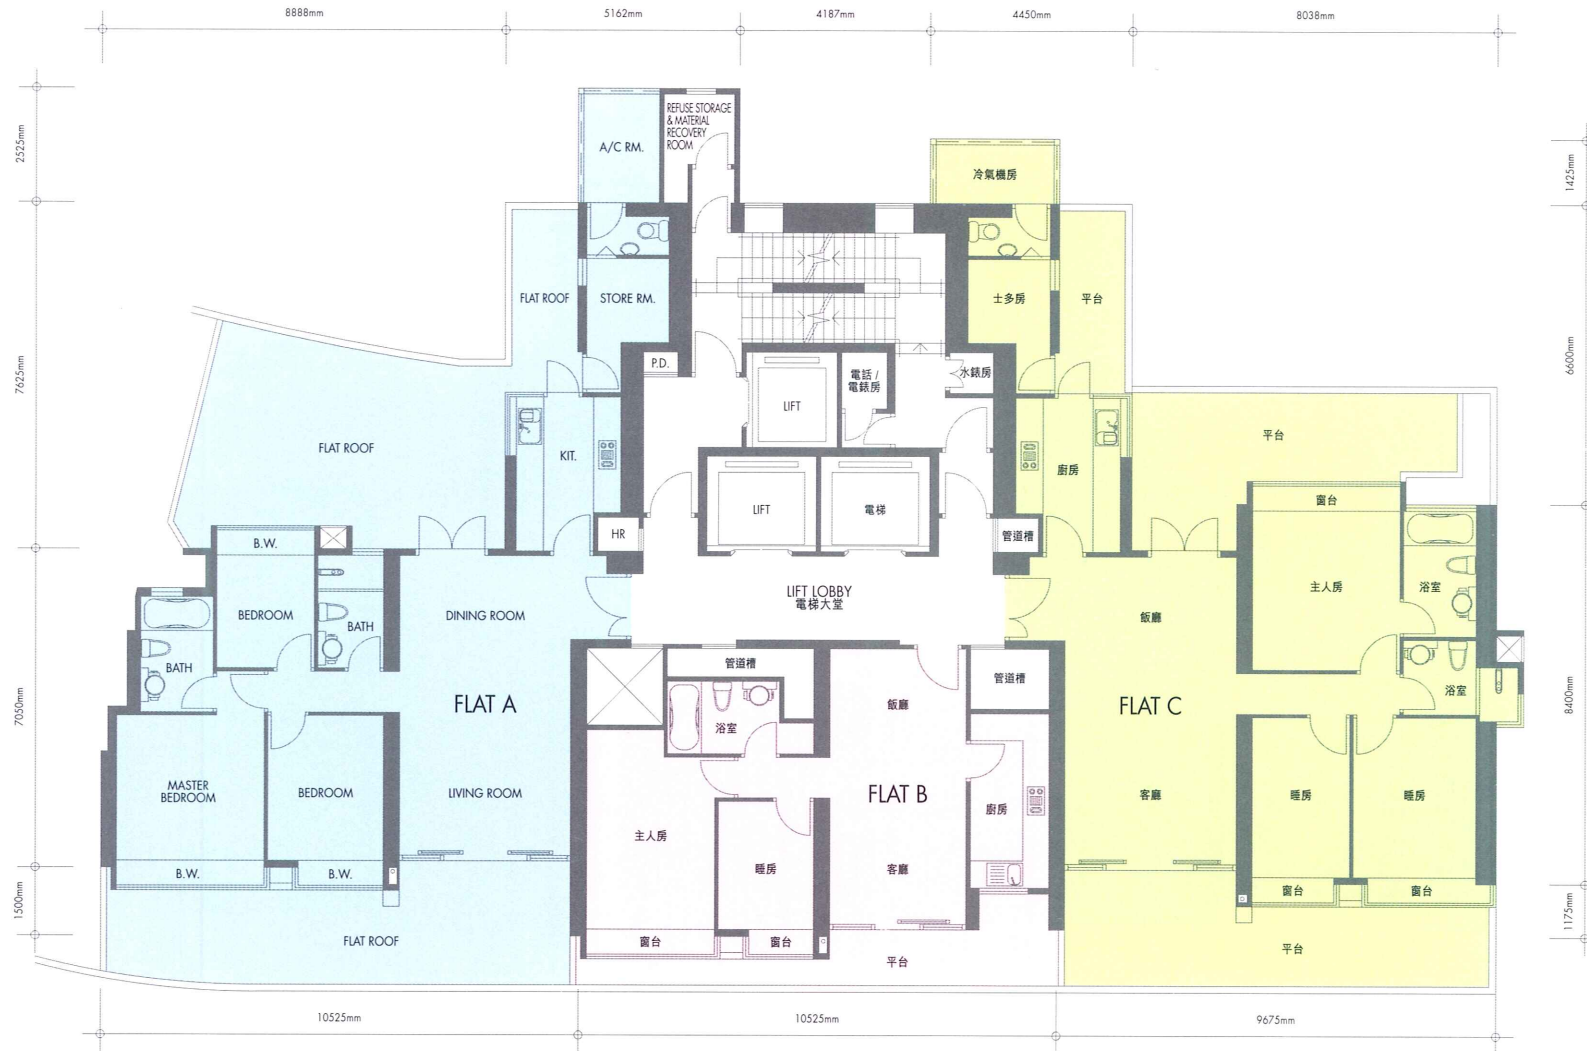 8888mm
5162mm
4187mm
4450mm
8038mm
2525mm
7625mm
7050mm
1500mm
1425mm
6600mm
8400mm
1175mm
A/C RM.
REFUSE STORAGE
& MATERIAL
RECOVERY
ROOM
冷氣機房
FLAT ROOF
STORE RM.
士多房
平台
P.D.
LIFT
電話 /
電錶房
水錶房
FLAT ROOF
KIT.
廚房
平台
LIFT
電梯
HR
管道槽
窗台
B.W.
BEDROOM
BATH
DINING ROOM
LIFT LOBBY
電梯大堂
飯廳
主人房
浴室
BATH
管道槽
管道槽
浴室
FLAT A
浴室
飯廳
FLAT C
MASTER
BEDROOM
BEDROOM
LIVING ROOM
主人房
睡房
FLAT B
客廳
廚房
客廳
睡房
睡房
B.W.
B.W.
窗台
窗台
窗台
窗台
FLAT ROOF
平台
平台
10525mm
10525mm
9675mm